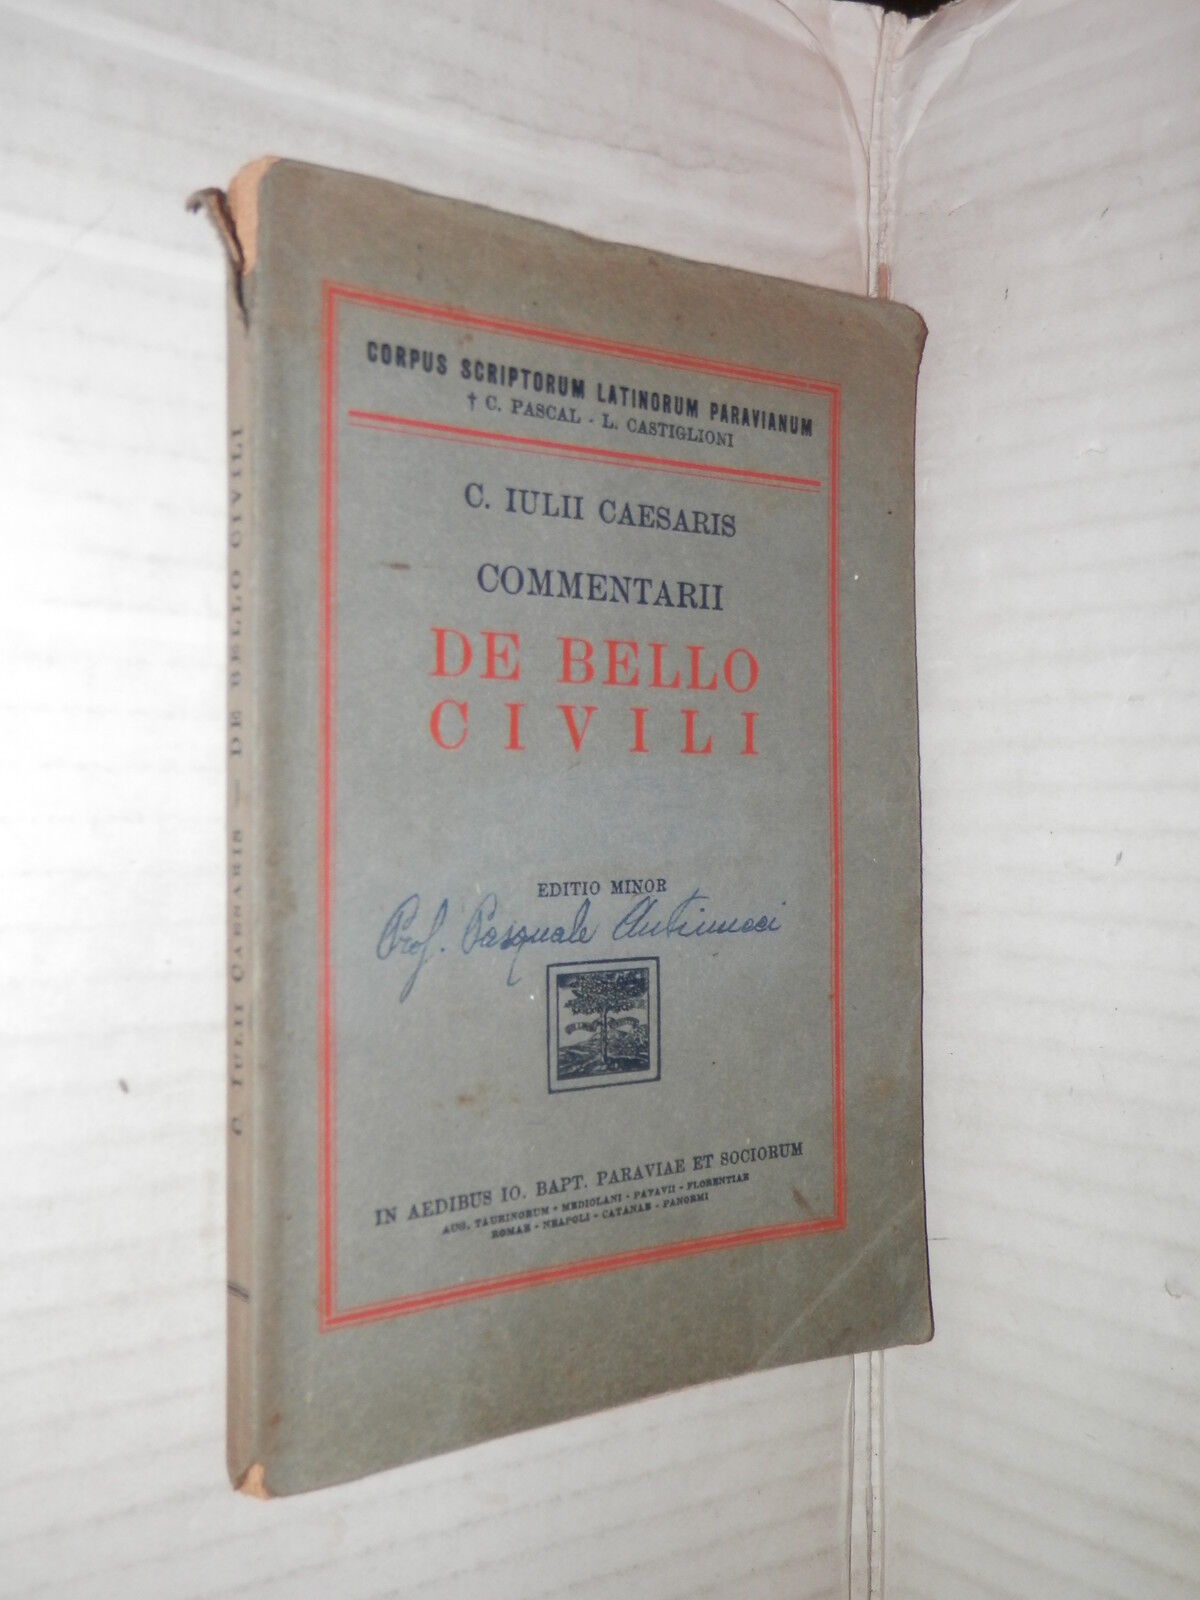 CORPUS SCRIPTORUM LATINORUM PARAVIANUM
† C. PASCAL - L. CASTIGLIONI
C. IULII CAESARIS
COMMENTARII
DE BELLO
CIVILI
EDITIO MINOR
Prof. Pasquale Antinucci
IN AEDIBUS IO. BAPT. PARAVIAE ET SOCIORUM
AUG. TAURINORUM - MEDIOLANI - PATAVII - FLORENTIAE
ROMAE - NEAPOLI - CATANAE - PANORMI
C. IULII CAESARIS — DE BELLO CIVILI